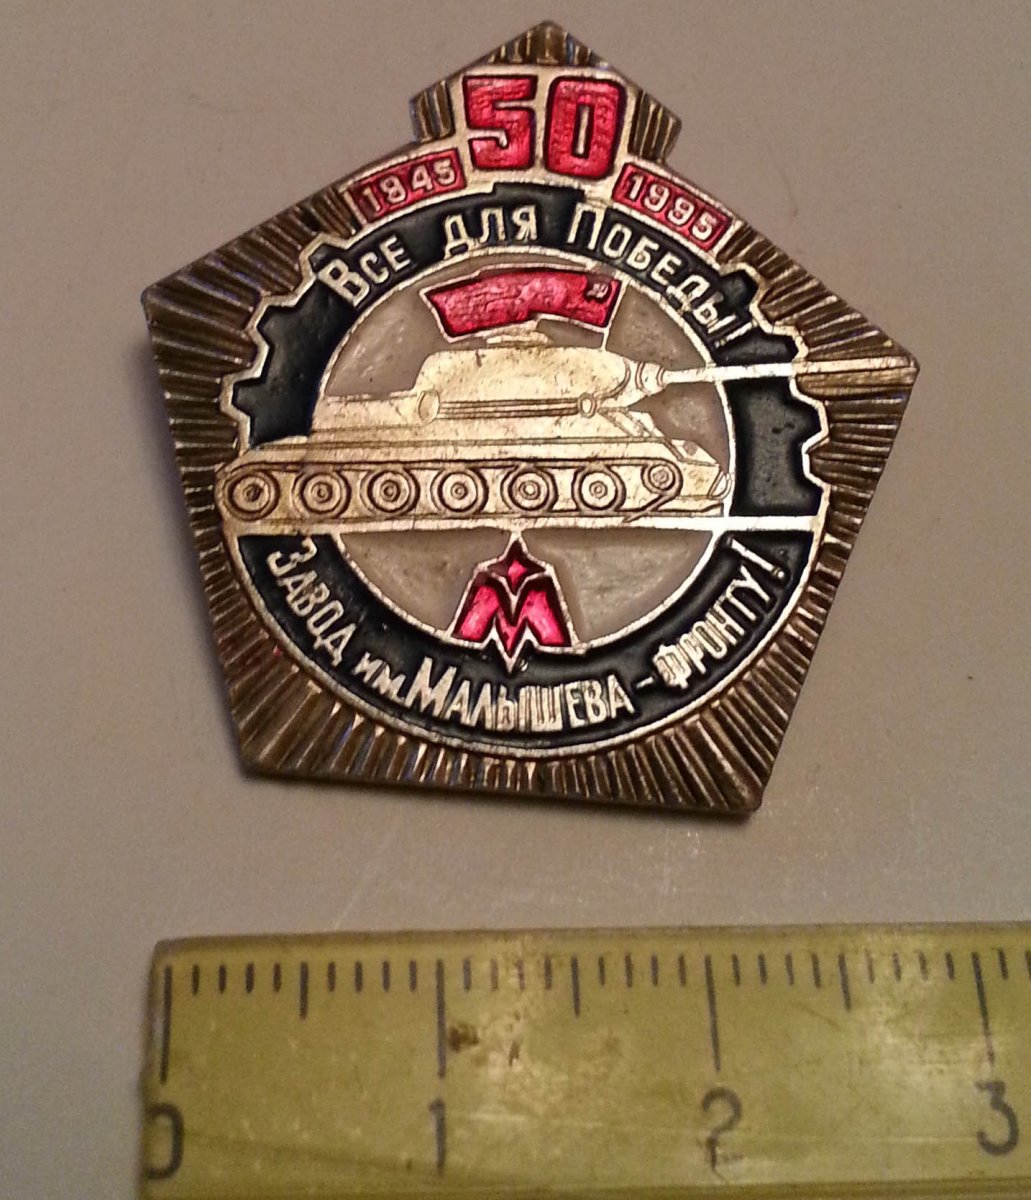 50
1945 1995
Все для Победы!
М
Завод им. Малышева - фронту!
0 1 2 3